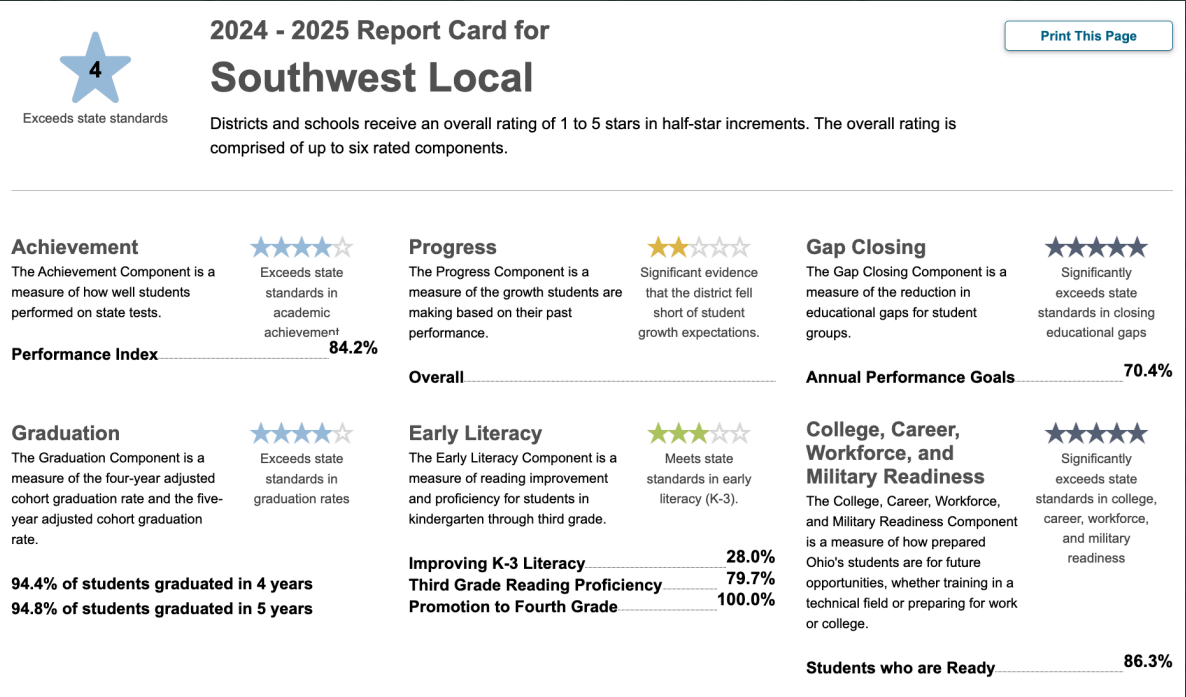 4
Exceeds state standards
2024 - 2025 Report Card for
Southwest Local
Districts and schools receive an overall rating of 1 to 5 stars in half-star increments. The overall rating is
comprised of up to six rated components.
Print This Page
Achievement
The Achievement Component is a
measure of how well students
performed on state tests.
Exceeds state
standards in
academic
achievement
Performance Index 84.2%
Progress
The Progress Component is a
measure of the growth students are
making based on their past
performance.
Significant evidence
that the district fell
short of student
growth expectations.
Overall
Gap Closing
The Gap Closing Component is a
measure of the reduction in
educational gaps for student
groups.
Significantly
exceeds state
standards in closing
educational gaps
Annual Performance Goals 70.4%
Graduation
The Graduation Component is a
measure of the four-year adjusted
cohort graduation rate and the five-
year adjusted cohort graduation
rate.
Exceeds state
standards in
graduation rates
94.4% of students graduated in 4 years
94.8% of students graduated in 5 years
Early Literacy
The Early Literacy Component is a
measure of reading improvement
and proficiency for students in
kindergarten through third grade.
Meets state
standards in early
literacy (K-3).
Improving K-3 Literacy 28.0%
Third Grade Reading Proficiency 79.7%
Promotion to Fourth Grade 100.0%
College, Career,
Workforce, and
Military Readiness
The College, Career, Workforce,
and Military Readiness Component
is a measure of how prepared
Ohio's students are for future
opportunities, whether training in a
technical field or preparing for work
or college.
Significantly
exceeds state
standards in college,
career, workforce,
and military
readiness
Students who are Ready 86.3%